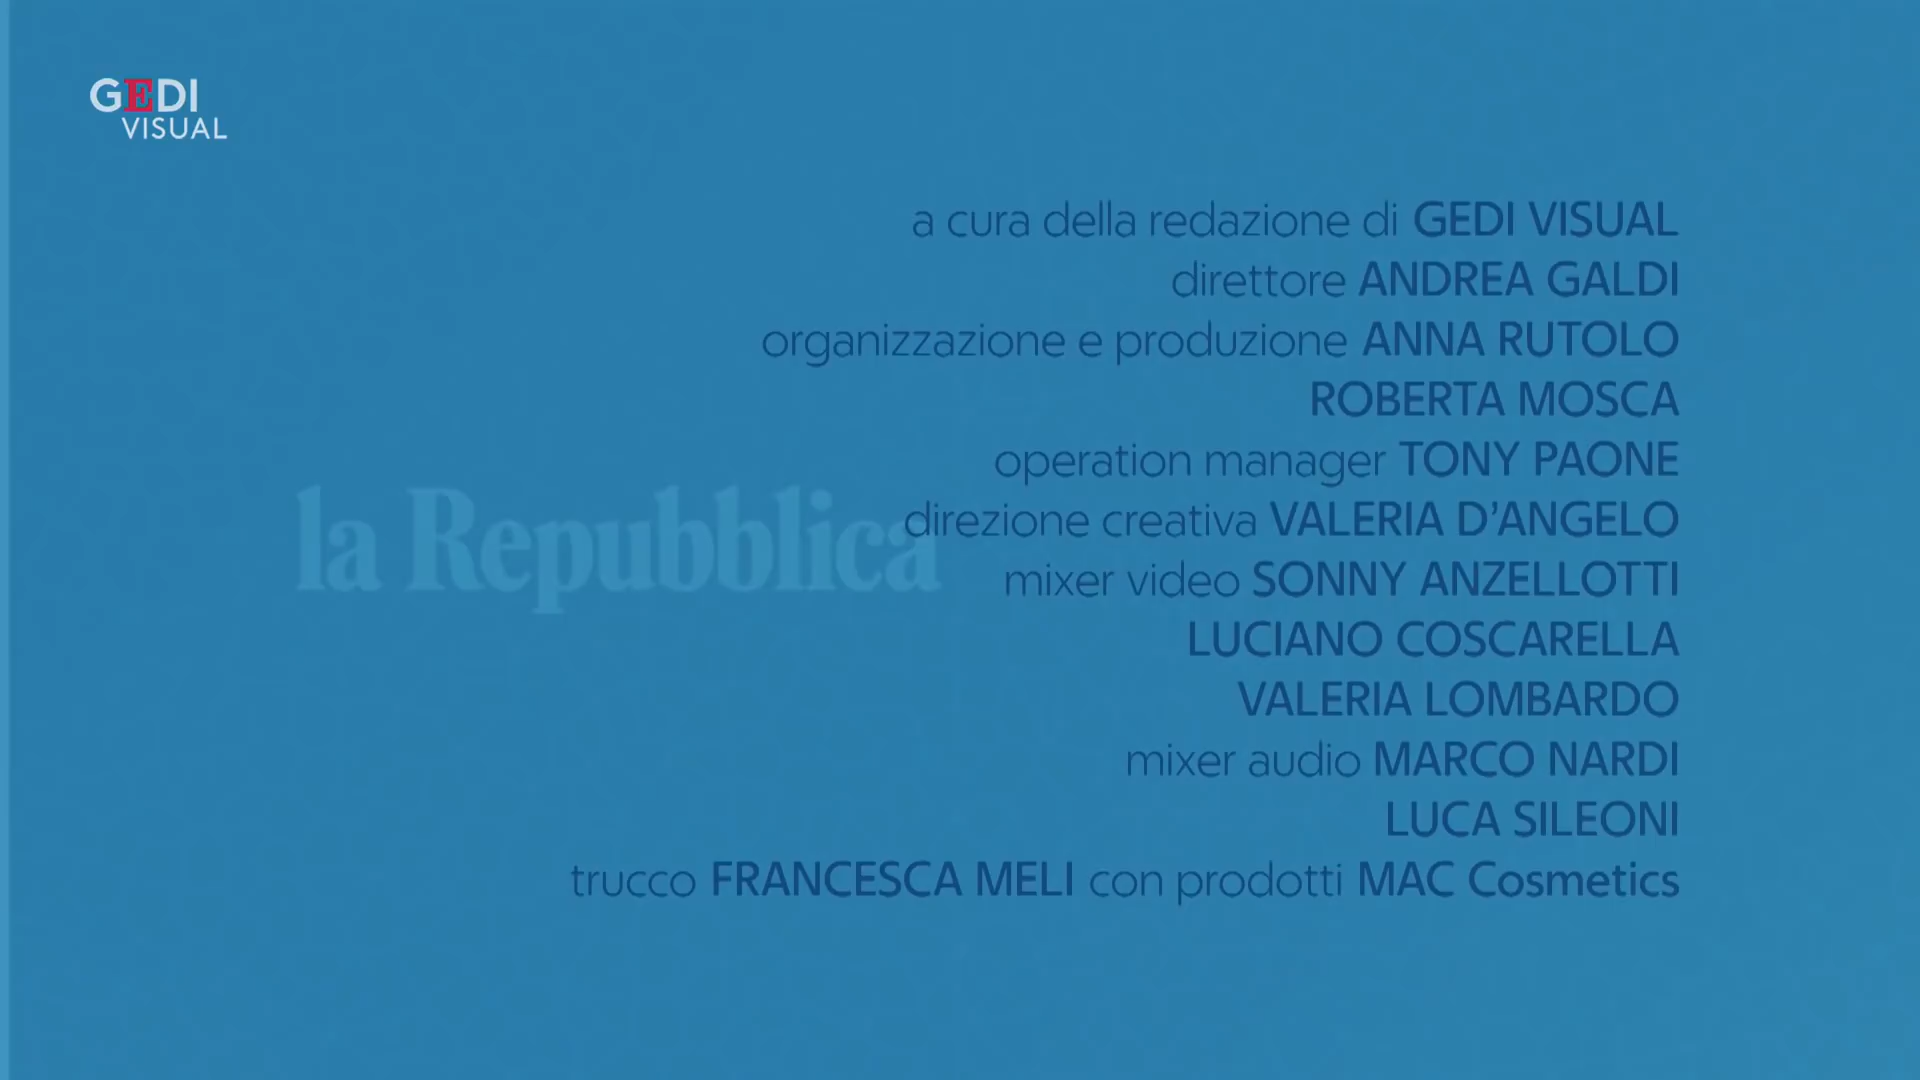 GEDI
VISUAL
a cura della redazione di GEDI VISUAL
direttore ANDREA GALDI
organizzazione e produzione ANNA RUTOLO
ROBERTA MOSCA
operation manager TONY PAONE
la Repubblica
direzione creativa VALERIA D'ANGELO
mixer video SONNY ANZELLOTTI
LUCIANO COSCARELLA
VALERIA LOMBARDO
mixer audio MARCO NARDI
LUCA SILEONI
trucco FRANCESCA MELI con prodotti MAC Cosmetics